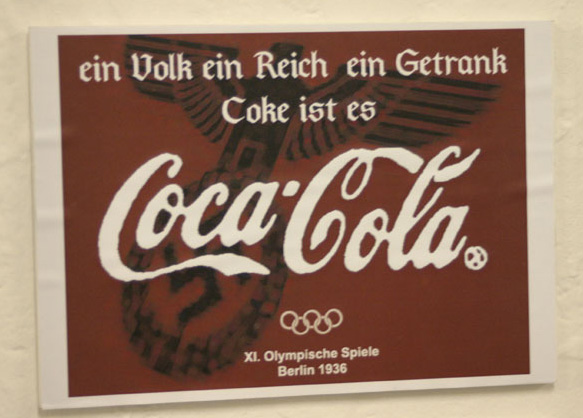 ein Volk ein Reich ein Getrank
Coke ist es
Coca-Cola
XI. Olympische Spiele
Berlin 1936